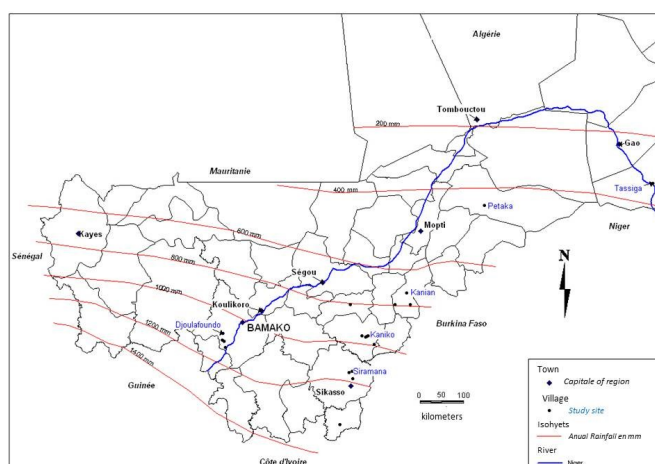 Algérie
Tombouctou
200 mm
Gao
Mauritanie
Tassiga
400 mm
Petaka
Kayes
600 mm
Mopti
Niger
Sénégal
800 mm
Ségou
N
1000 mm
Kanian
Koulikoro
Burkina Faso
1200 mm
Djoulafoundo
BAMAKO
Kaniko
1400 mm
Siramana
Guinée
Sikasso
0 50 100
kilometers
Côte d'Ivoire
Town
Capitale of region
Village
Study site
Isohyets
Anual Rainfall en mm
River
Niger